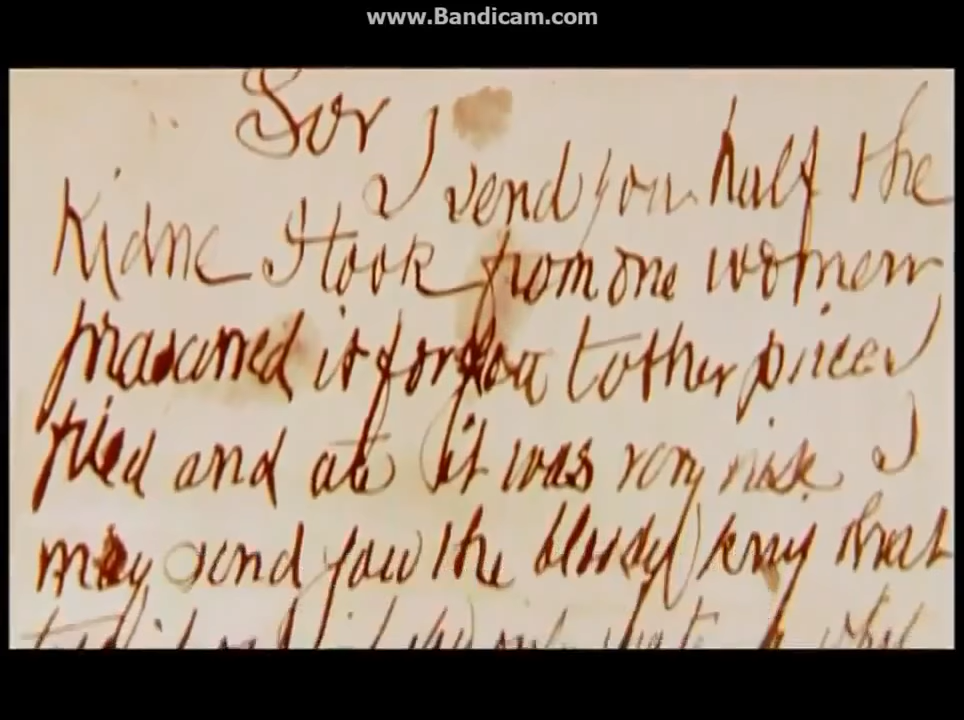 www.Bandicam.com
Sor
I send you half the
Kidne I took from one women
prasarved it for you tother piece I
fried and ate it was very nise I
may send you the bloody knif that